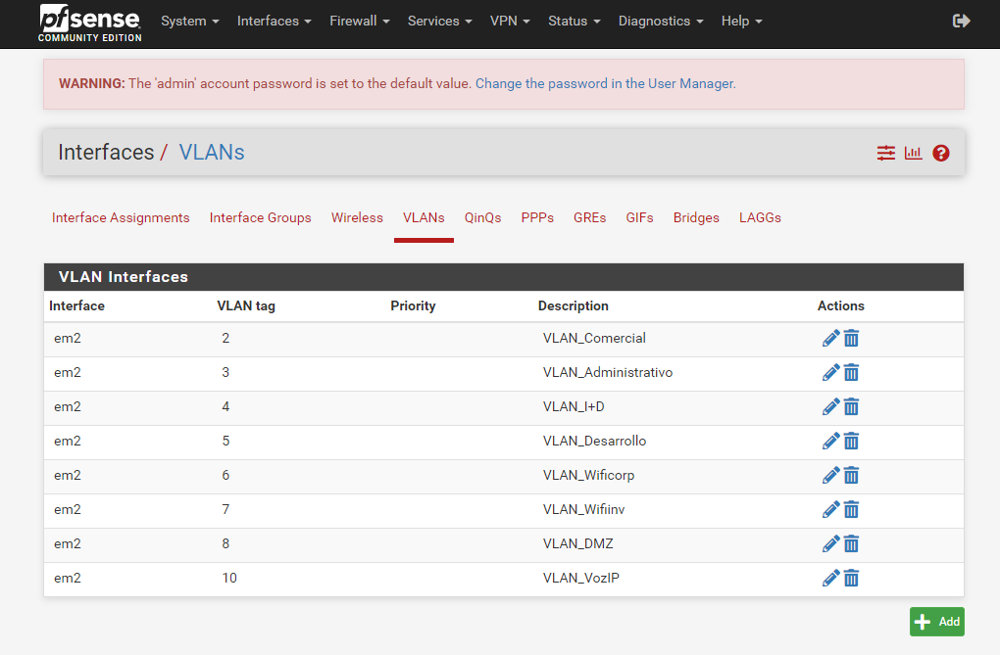 pfsense System Interfaces Firewall Services VPN Status Diagnostics Help
COMMUNITY EDITION
WARNING: The 'admin' account password is set to the default value. Change the password in the User Manager.
Interfaces / VLANs
Interface Assignments Interface Groups Wireless VLANs QinQs PPPs GREs GIFs Bridges LAGGs
VLAN Interfaces
Interface VLAN tag Priority Description Actions
em2 2 VLAN_Comercial
em2 3 VLAN_Administrativo
em2 4 VLAN_I+D
em2 5 VLAN_Desarrollo
em2 6 VLAN_Wificorp
em2 7 VLAN_Wifiinv
em2 8 VLAN_DMZ
em2 10 VLAN_VozIP
Add